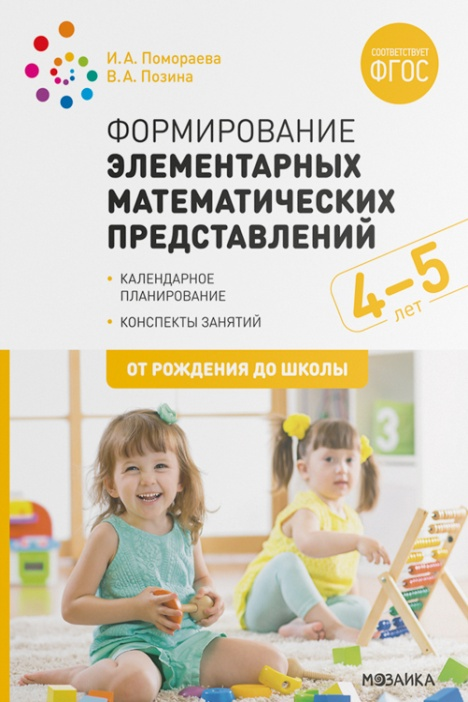 И. А. Помораева
В. А. Позина
СООТВЕТСТВУЕТ
ФГОС
ФОРМИРОВАНИЕ
ЭЛЕМЕНТАРНЫХ
МАТЕМАТИЧЕСКИХ
ПРЕДСТАВЛЕНИЙ
• КАЛЕНДАРНОЕ
ПЛАНИРОВАНИЕ
• КОНСПЕКТЫ ЗАНЯТИЙ
4–5
лет
ОТ РОЖДЕНИЯ ДО ШКОЛЫ
3
МОЗАИКА